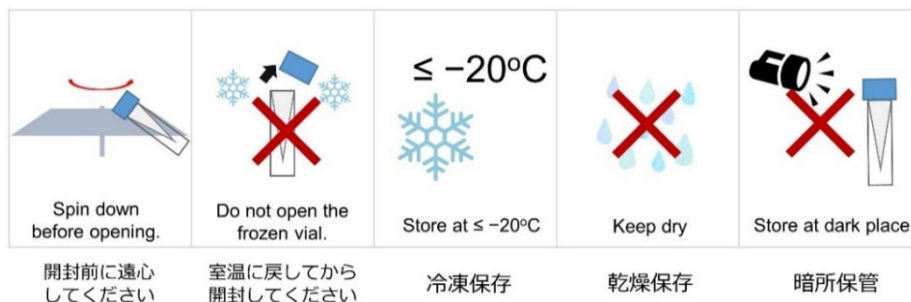 ≤ −20ºC
Spin down
before opening.
Do not open the
frozen vial.
Store at ≤ −20°C
Keep dry
Store at dark place
開封前に遠心
してください
室温に戻してから
開封してください
冷凍保存
乾燥保存
暗所保管